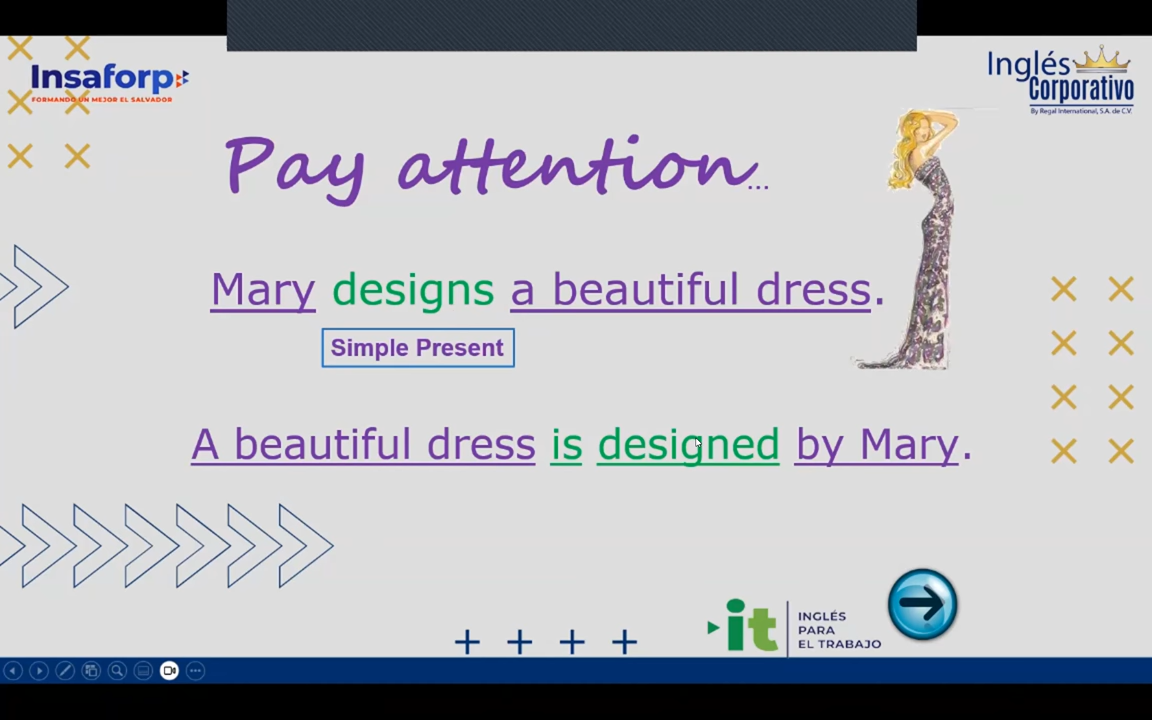 Insaforp
FORMANDO UN MEJOR EL SALVADOR
Inglés
Corporativo
By Regal International, S.A. de C.V.
Pay attention...
Mary designs a beautiful dress.
Simple Present
A beautiful dress is designed by Mary.
it
INGLÉS
PARA
EL TRABAJO